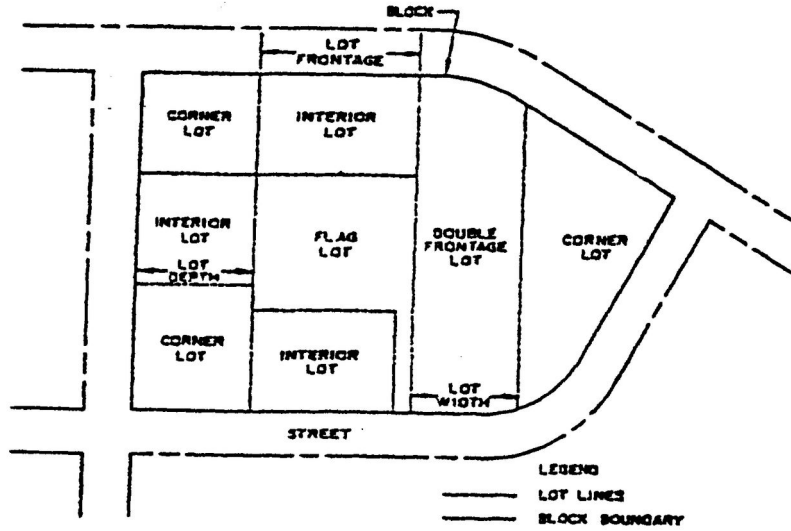 BLOCK
LOT
FRONTAGE
CORNER
LOT
INTERIOR
LOT
INTERIOR
LOT
FLAG
LOT
DOUBLE
FRONTAGE
LOT
CORNER
LOT
LOT
DEPTH
CORNER
LOT
INTERIOR
LOT
LOT
WIDTH
STREET
LEGEND
LOT LINES
BLOCK BOUNDARY